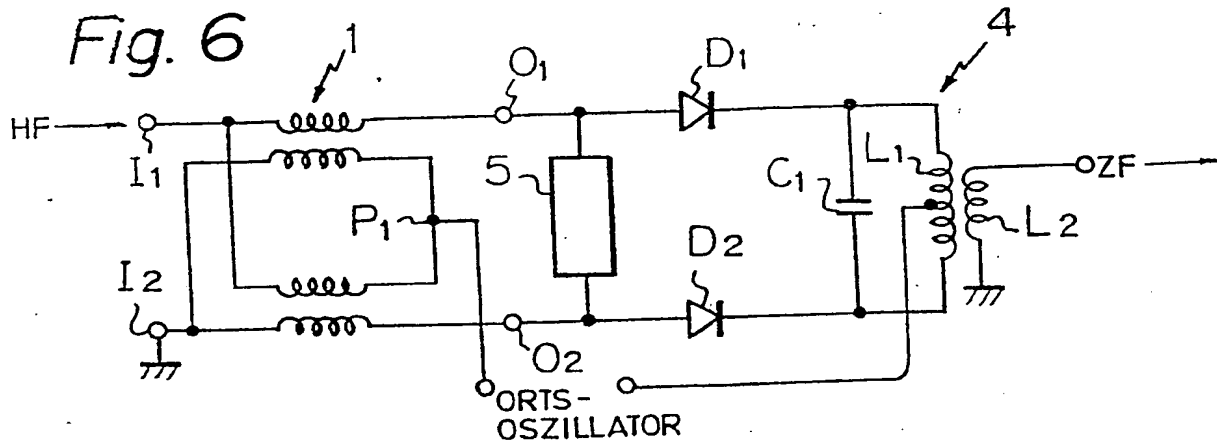 Fig. 6
1
4
O1
D1
HF
I1
5
L1
C1
ZF
P1
L2
D2
I2
O2
ORTS-
OSZILLATOR